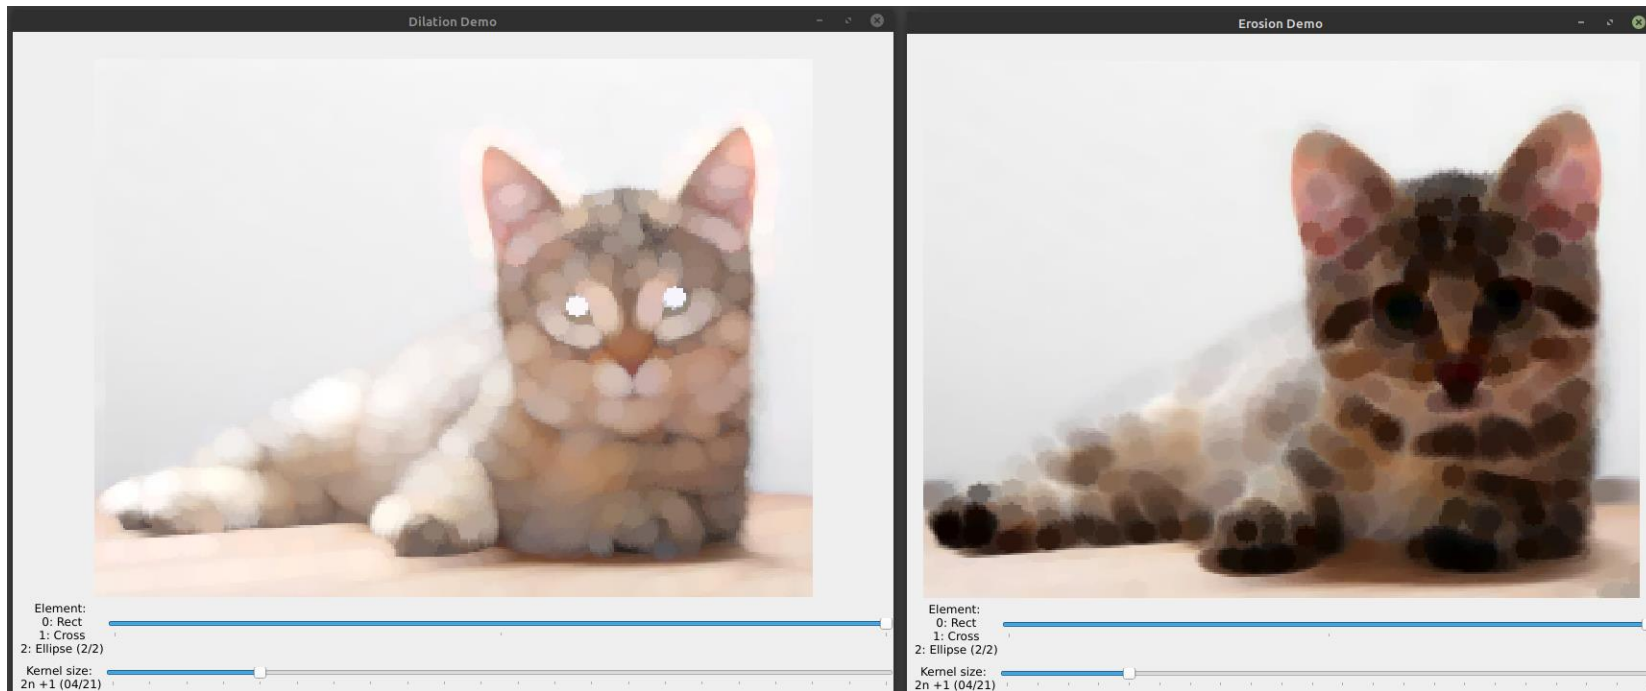 Dilation Demo
Element:
0: Rect
1: Cross
2: Ellipse (2/2)
Kernel size:
2n +1 (04/21)
Erosion Demo
Element:
0: Rect
1: Cross
2: Ellipse (2/2)
Kernel size:
2n +1 (04/21)